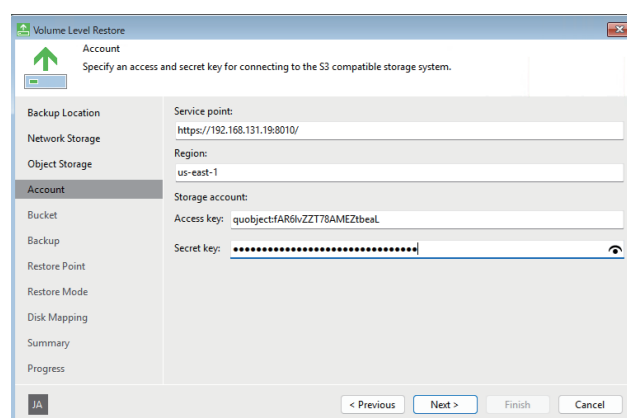 Volume Level Restore
Account
Specify an access and secret key for connecting to the S3 compatible storage system.
Backup Location
Network Storage
Object Storage
Account
Bucket
Backup
Restore Point
Restore Mode
Disk Mapping
Summary
Progress
Service point:
https://192.168.131.19:8010/
Region:
us-east-1
Storage account:
Access key: quobject:fAR6lvZZT78AMEZtbeaL
Secret key: ●●●●●●●●●●●●●●●●●●●●●●●●●●●●●●●●
JA
< Previous Next > Finish Cancel